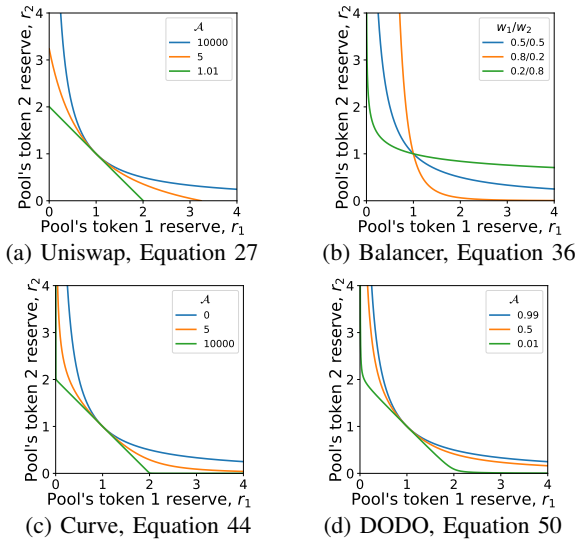 Pool's token 2 reserve, r₂
4
3
2
1
0
0 1 2 3 4
𝒜
10000
5
1.01
Pool's token 1 reserve, r₁
(a) Uniswap, Equation 27
Pool's token 2 reserve, r₂
4
3
2
1
0
0 1 2 3 4
w₁/w₂
0.5/0.5
0.8/0.2
0.2/0.8
Pool's token 1 reserve, r₁
(b) Balancer, Equation 36
Pool's token 2 reserve, r₂
4
3
2
1
0
0 1 2 3 4
𝒜
0
5
10000
Pool's token 1 reserve, r₁
(c) Curve, Equation 44
Pool's token 2 reserve, r₂
4
3
2
1
0
0 1 2 3 4
𝒜
0.99
0.5
0.01
Pool's token 1 reserve, r₁
(d) DODO, Equation 50